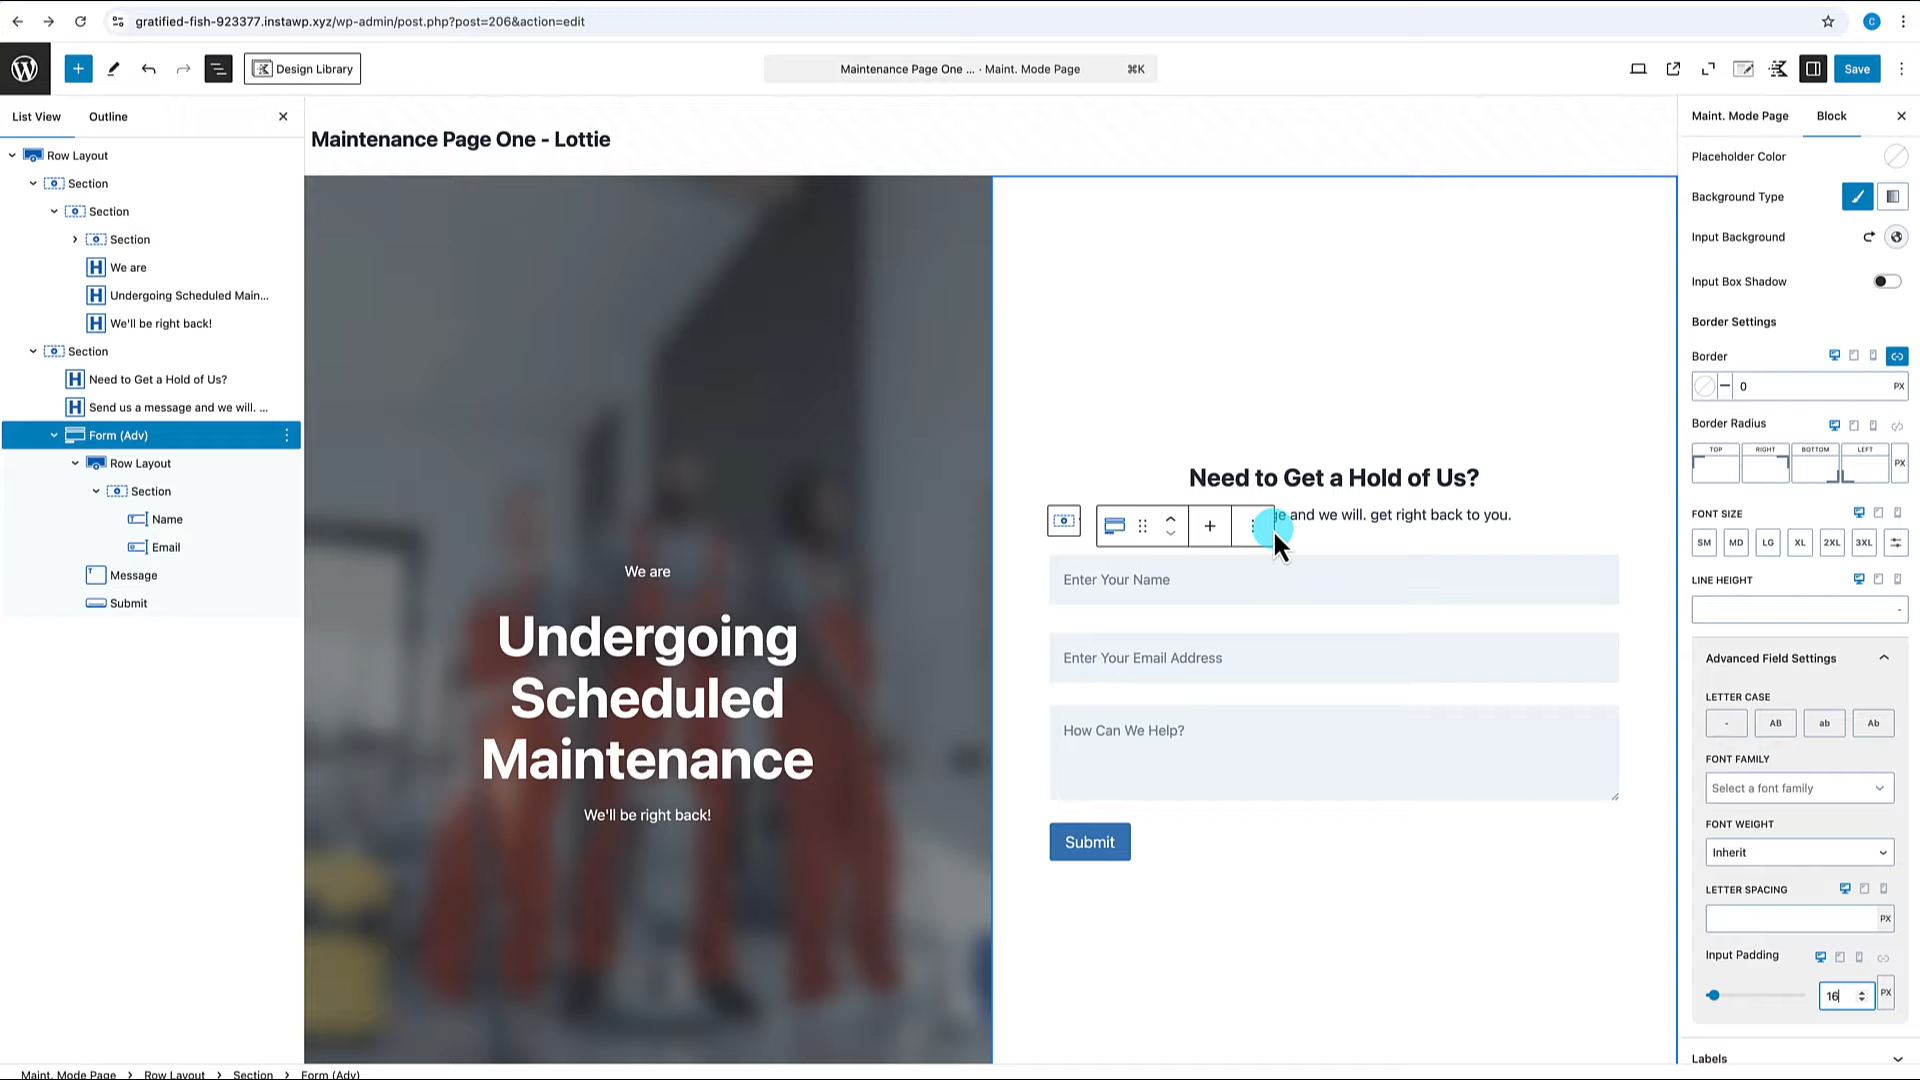 gratified-fish-923377.instawp.xyz/wp-admin/post.php?post=206&action=edit
C
Design Library
Maintenance Page One ... · Maint. Mode Page
⌘K
Save
List View
Outline
Row Layout
Section
Section
Section
We are
Undergoing Scheduled Main...
We'll be right back!
Section
Need to Get a Hold of Us?
Send us a message and we will. ...
Form (Adv)
Row Layout
Section
Name
Email
Message
Submit
Maintenance Page One - Lottie
We are
Undergoing
Scheduled
Maintenance
We'll be right back!
Need to Get a Hold of Us?
and we will. get right back to you.
Enter Your Name
Enter Your Email Address
How Can We Help?
Submit
Maint. Mode Page
Block
Placeholder Color
Background Type
Input Background
Input Box Shadow
Border Settings
Border
0
PX
Border Radius
TOP
RIGHT
BOTTOM
LEFT
PX
FONT SIZE
SM
MD
LG
XL
2XL
3XL
LINE HEIGHT
-
Advanced Field Settings
LETTER CASE
-
AB
ab
Ab
FONT FAMILY
Select a font family
FONT WEIGHT
Inherit
LETTER SPACING
PX
Input Padding
16
PX
Labels
Maint. Mode Page > Row Layout > Section > Form (Adv)